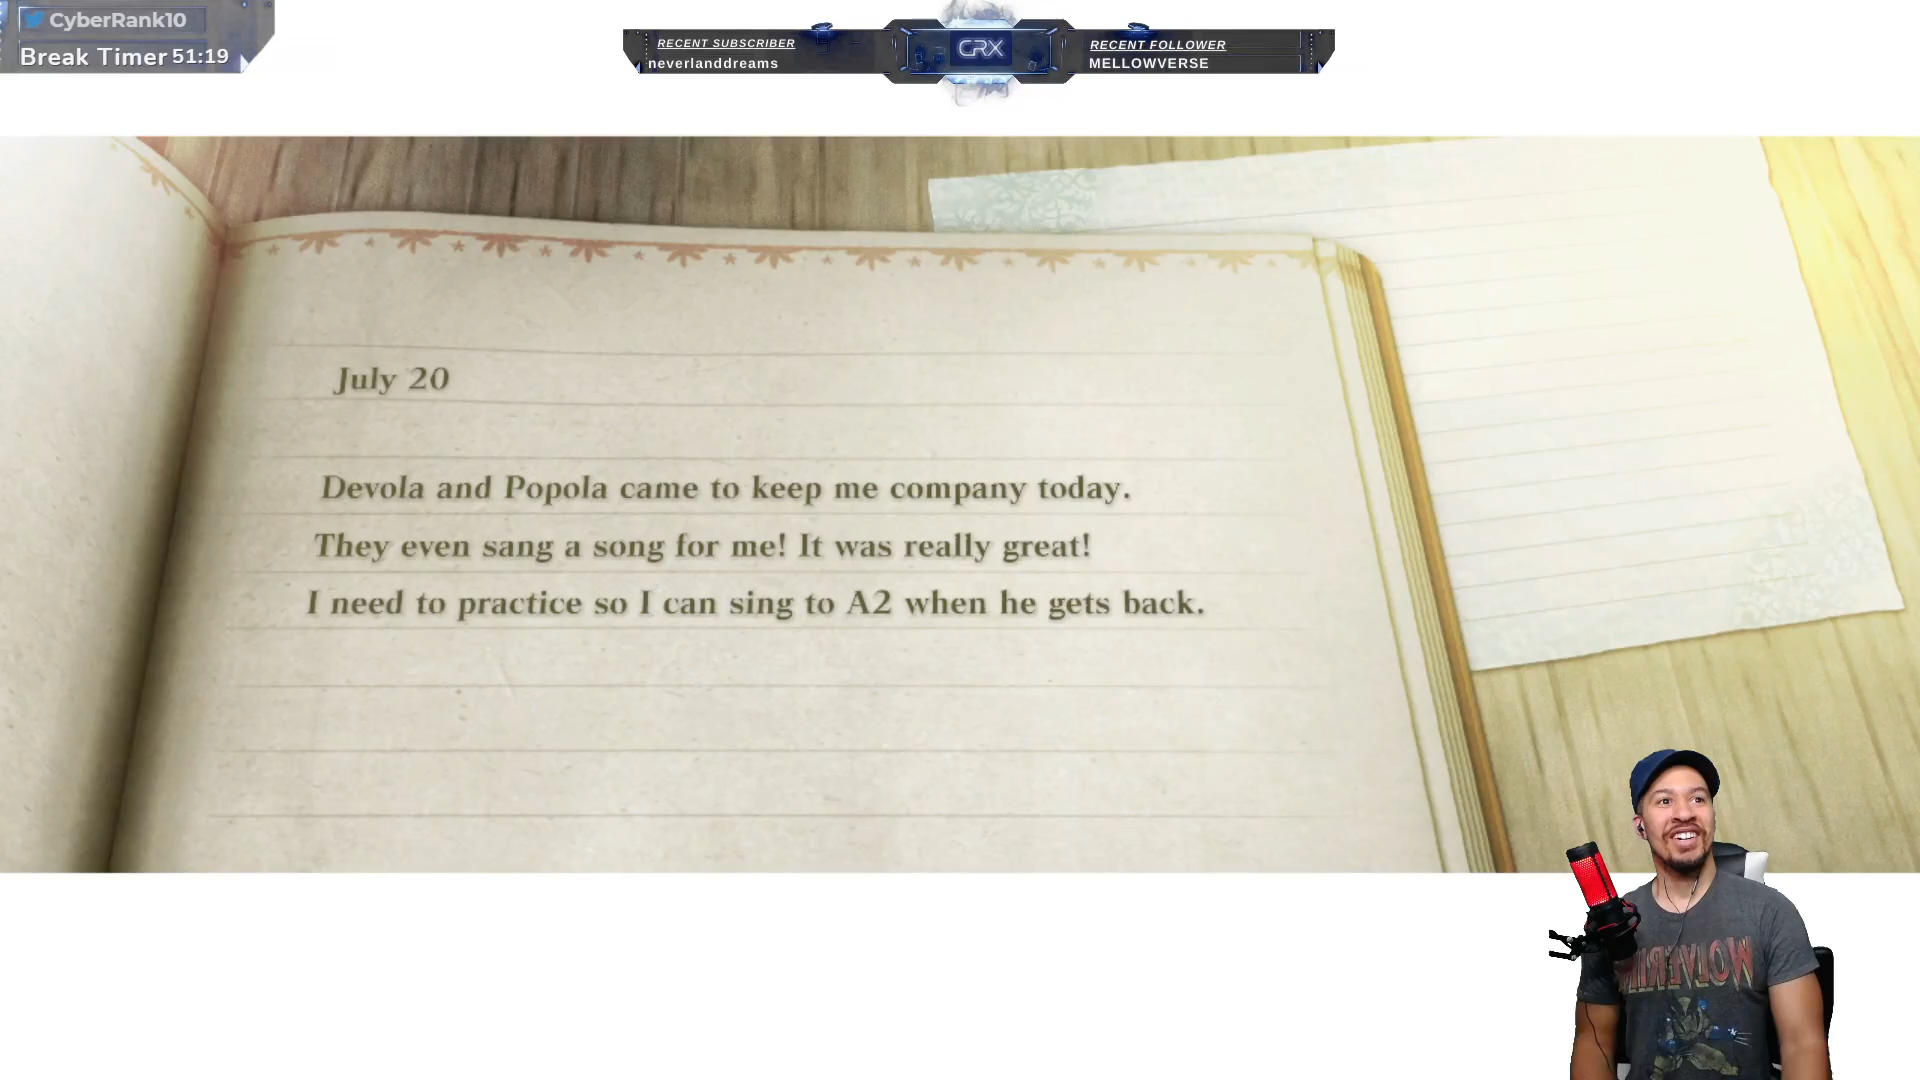 CyberRank10
Break Timer 51:19
RECENT SUBSCRIBER
neverlanddreams
CRX
RECENT FOLLOWER
MELLOWVERSE
July 20
Devola and Popola came to keep me company today.
They even sang a song for me! It was really great!
I need to practice so I can sing to A2 when he gets back.
WOLVERINE